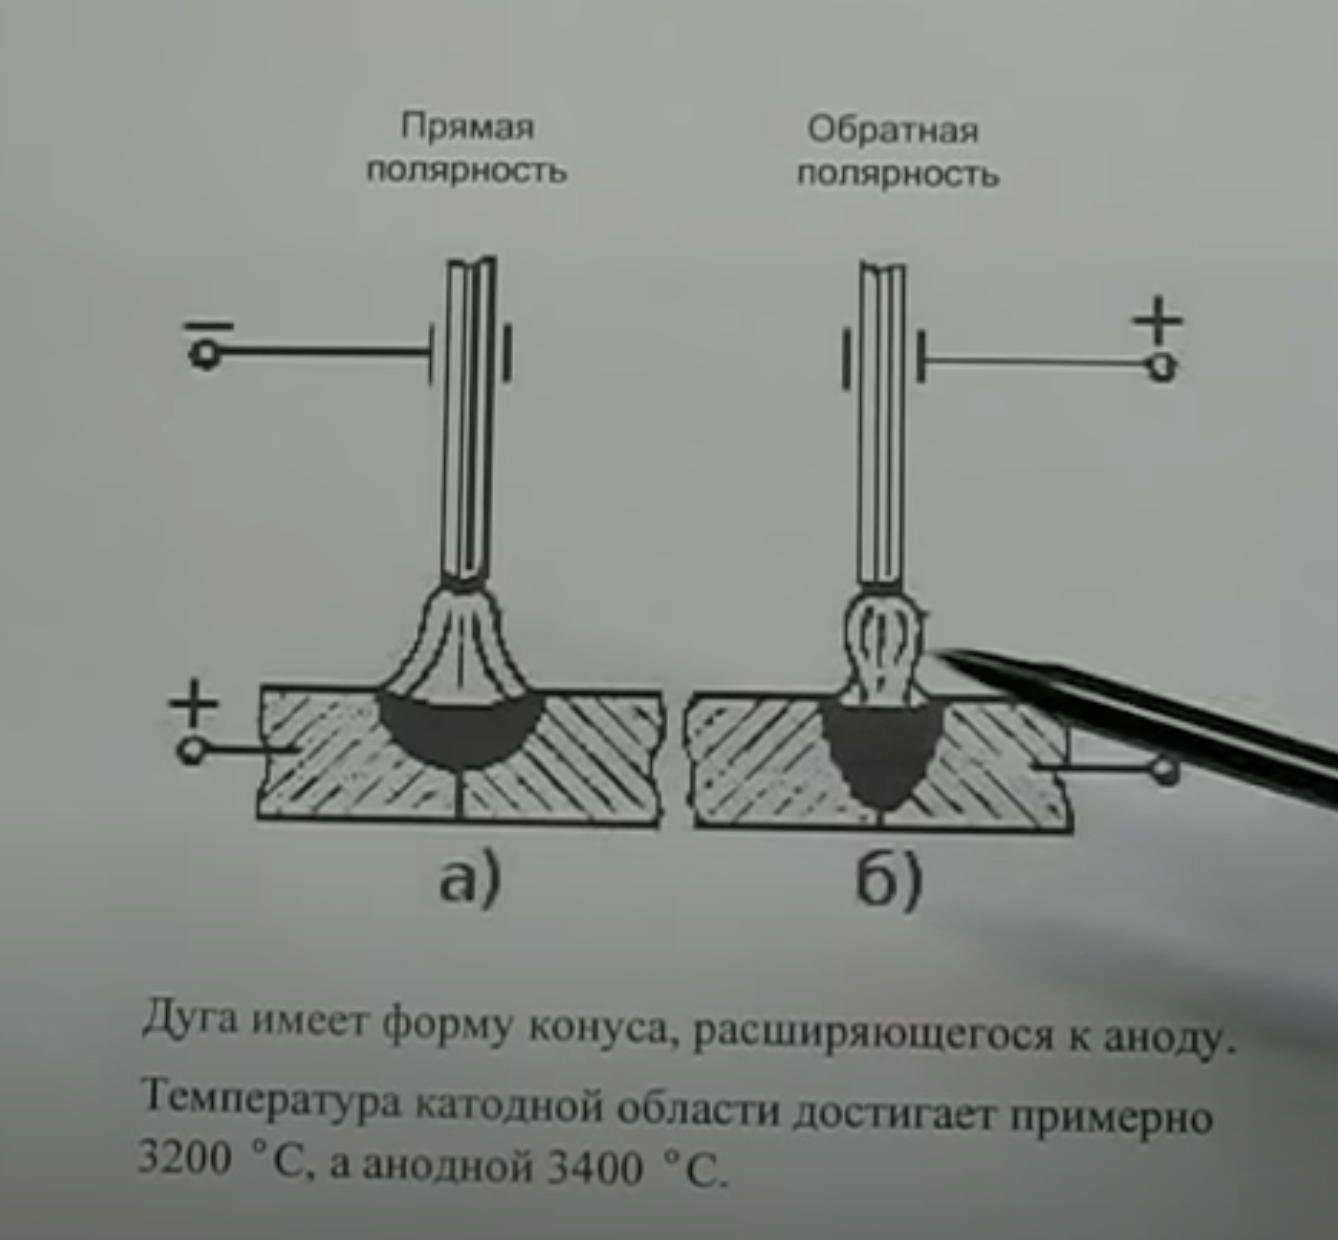 Прямая
полярность
Обратная
полярность
−
+
+
а)
б)
Дуга имеет форму конуса, расширяющегося к аноду.
Температура катодной области достигает примерно
3200 °C, а анодной 3400 °C.